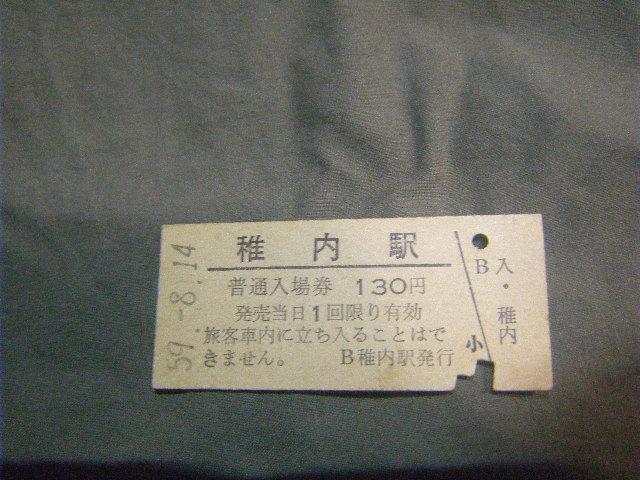 59.-8.14
稚内駅
普通入場券 130円
発売当日1回限り有効
旅客車内に立ち入ることはで
きません。 B稚内駅発行
小
B
入・稚内